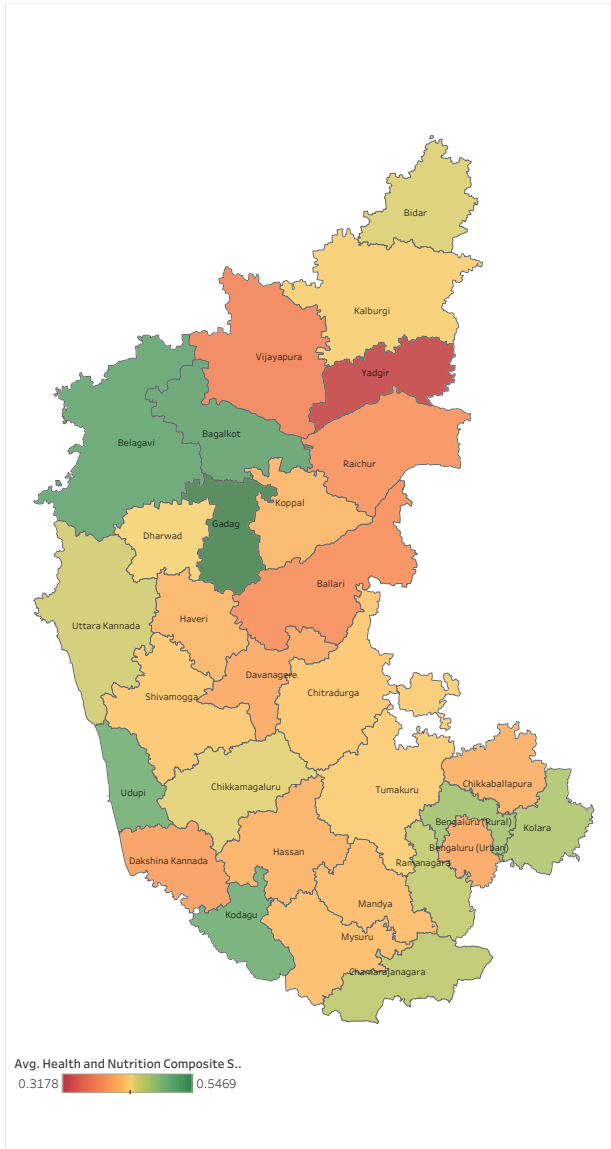 Bidar
Kalburgi
Vijayapura
Yadgir
Bagalkot
Belagavi
Raichur
Koppal
Gadag
Dharwad
Ballari
Haveri
Uttara Kannada
Davanagere
Chitradurga
Shivamogga
Chikkamagaluru
Chikkaballapura
Tumakuru
Udupi
Bengaluru (Rural)
Kolara
Bengaluru (Urban)
Hassan
Dakshina Kannada
Ramanagara
Mandya
Kodagu
Mysuru
Chamarajanagara
Avg. Health and Nutrition Composite S..
0.3178 0.5469